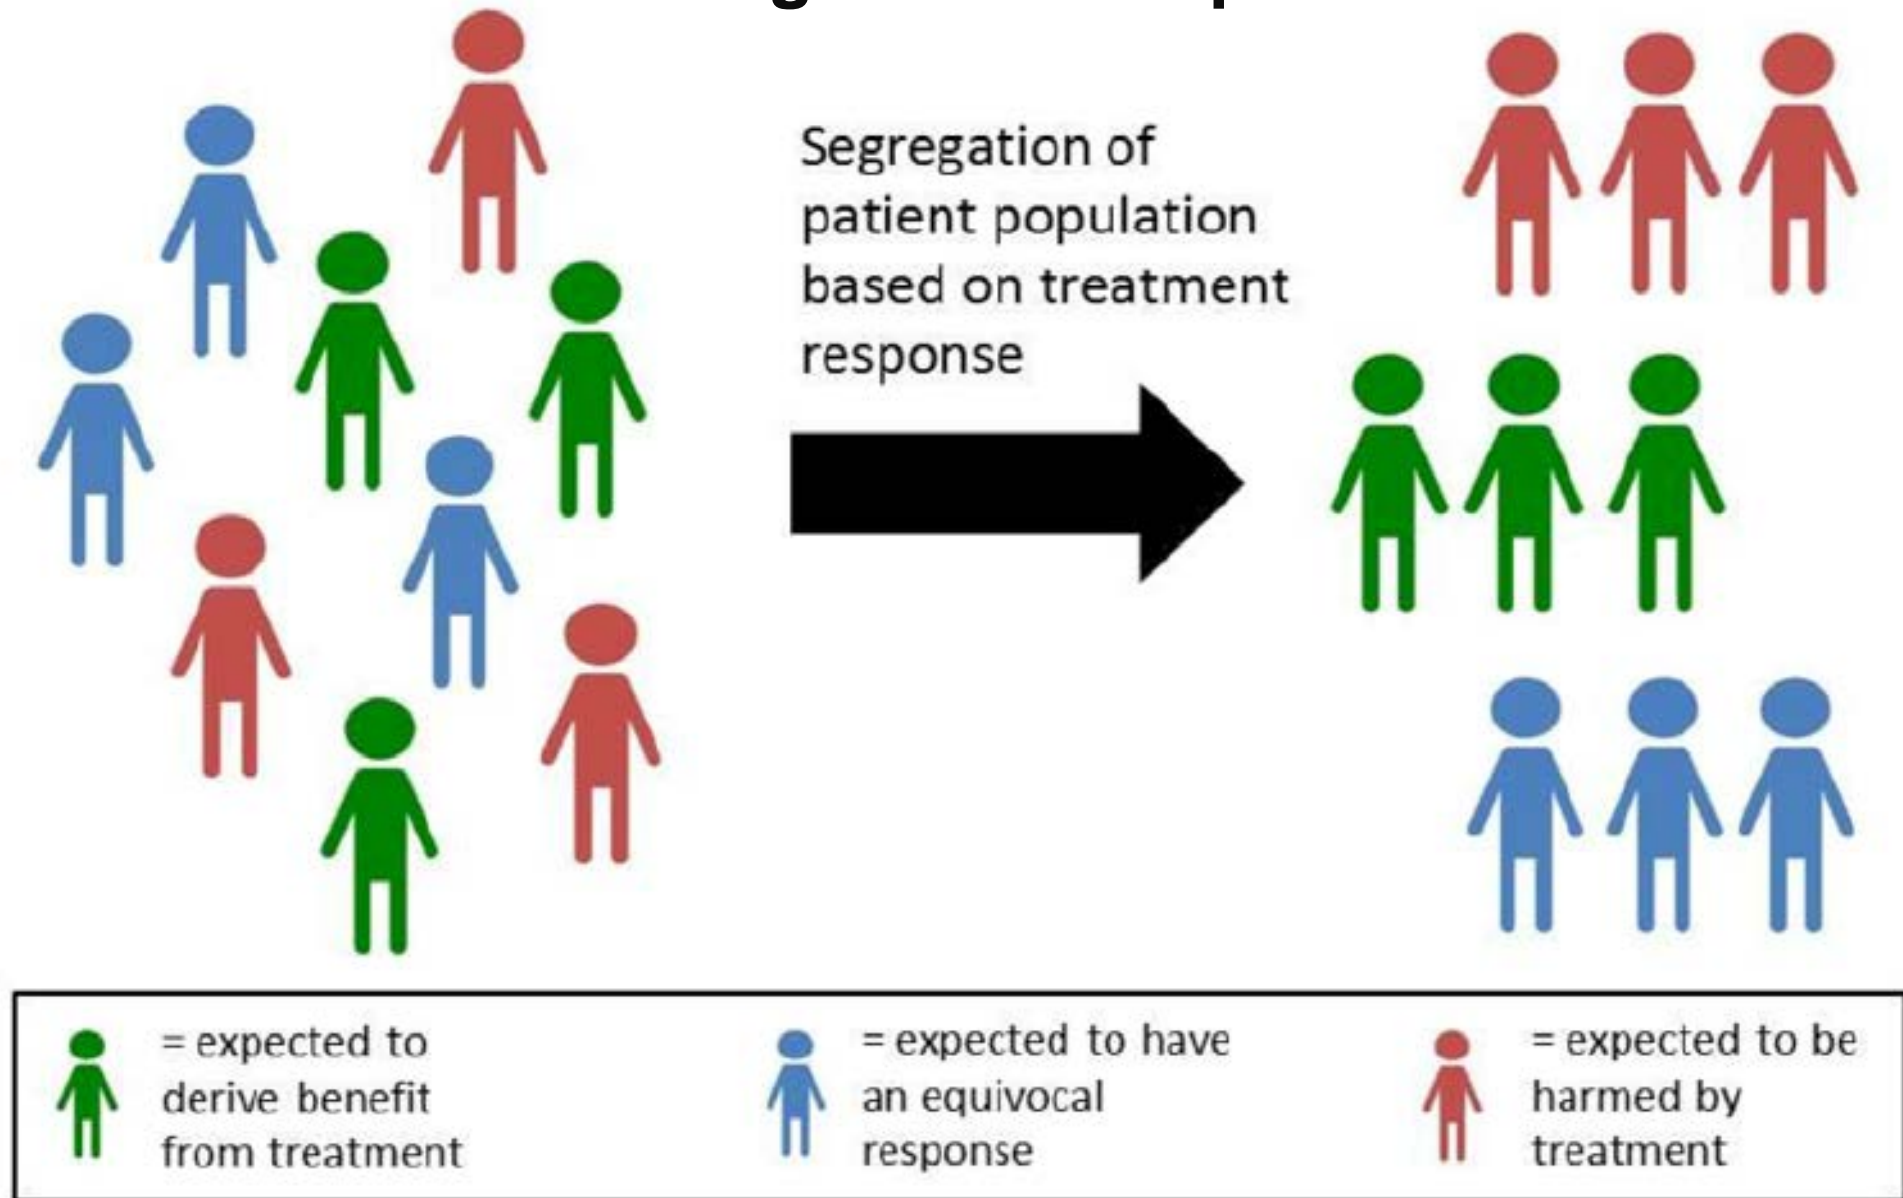 Segregation of
patient population
based on treatment
response
= expected to
derive benefit
from treatment
= expected to have
an equivocal
response
= expected to be
harmed by
treatment